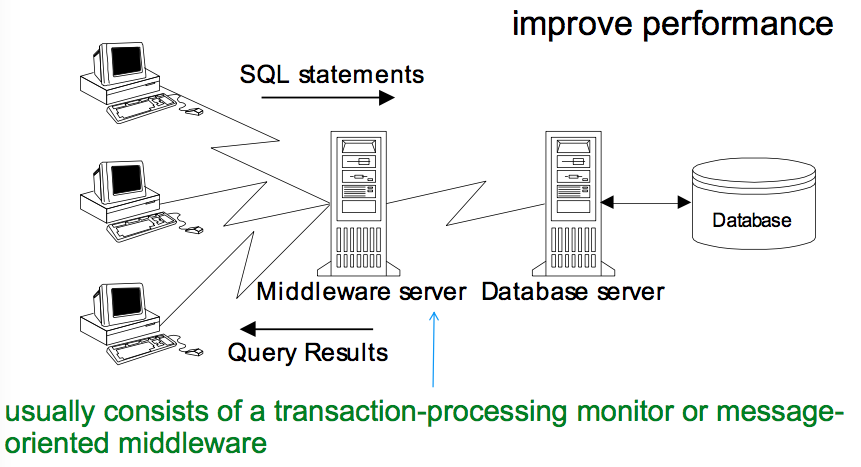 improve performance
SQL statements
Database
Middleware server
Database server
Query Results
usually consists of a transaction-processing monitor or message-
oriented middleware